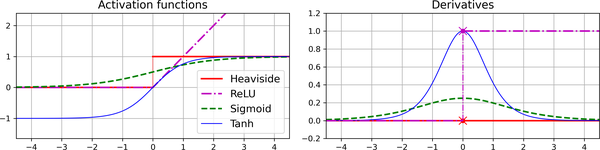 Activation functions
2
1
0
−1
−4 −3 −2 −1 0 1 2 3 4
Heaviside
ReLU
Sigmoid
Tanh
Derivatives
1.2
1.0
0.8
0.6
0.4
0.2
0.0
−0.2
−4 −3 −2 −1 0 1 2 3 4